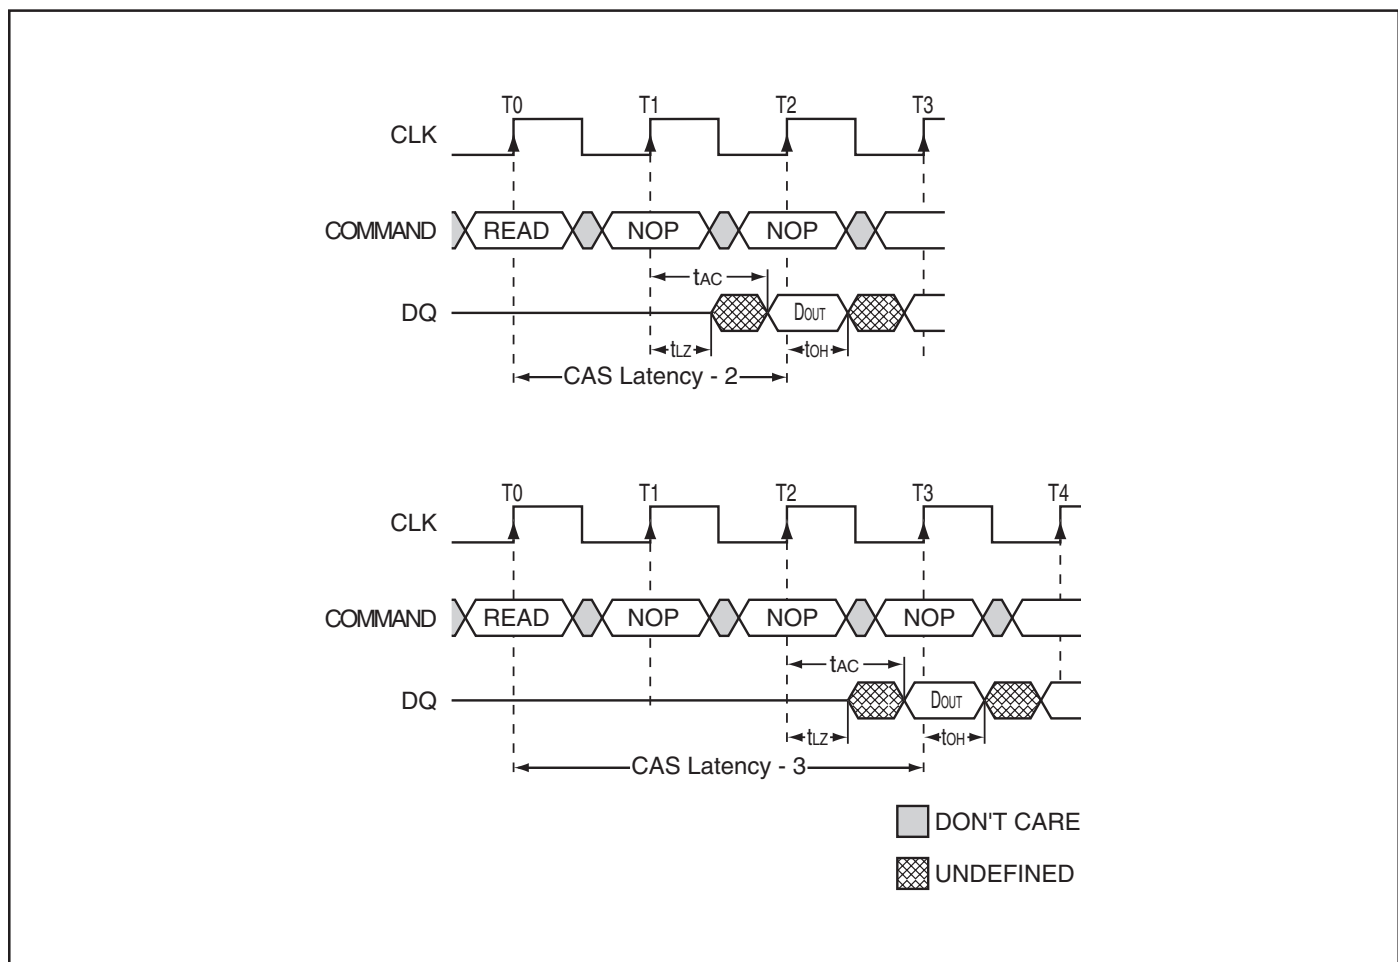 T0 T1 T2 T3
CLK
COMMAND READ NOP NOP
tAC
DQ DOUT
tLZ tOH
CAS Latency - 2
T0 T1 T2 T3 T4
CLK
COMMAND READ NOP NOP NOP
tAC
DQ DOUT
tLZ tOH
CAS Latency - 3
DON'T CARE
UNDEFINED